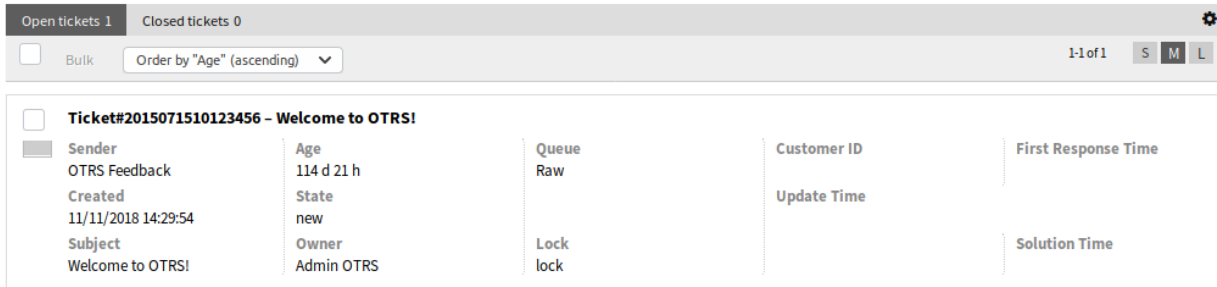 Open tickets 1 Closed tickets 0
Bulk Order by "Age" (ascending) 1-1 of 1 S M L
Ticket#2015071510123456 – Welcome to OTRS!
Sender Age Queue Customer ID First Response Time
OTRS Feedback 114 d 21 h Raw
Created State Update Time
11/11/2018 14:29:54 new
Subject Owner Lock Solution Time
Welcome to OTRS! Admin OTRS lock